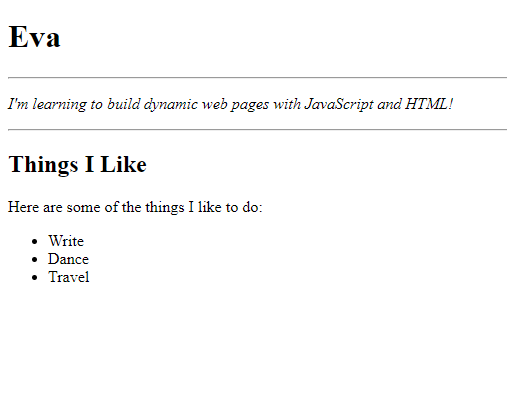 Eva
I'm learning to build dynamic web pages with JavaScript and HTML!
Things I Like
Here are some of the things I like to do:
• Write
• Dance
• Travel